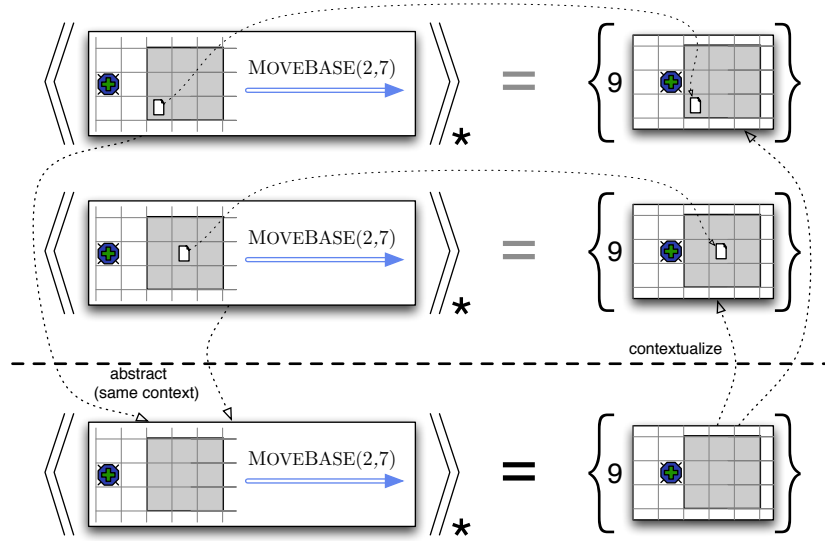 MOVEBASE(2,7)
* = { 9 }
MOVEBASE(2,7)
* = { 9 }
contextualize
abstract
(same context)
MOVEBASE(2,7)
* = { 9 }